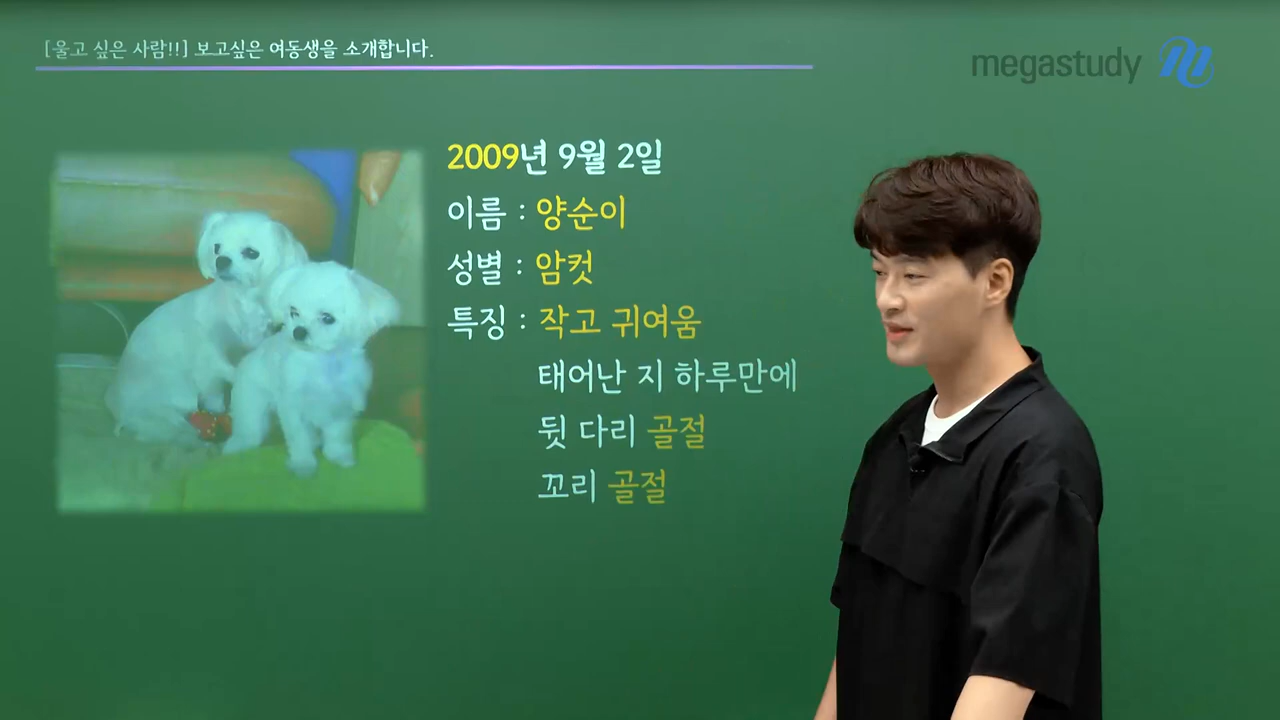 [울고 싶은 사람!!] 보고싶은 여동생을 소개합니다.
megastudy
2009년 9월 2일
이름 : 양순이
성별 : 암컷
특징 : 작고 귀여움
태어난 지 하루만에
뒷 다리 골절
꼬리 골절